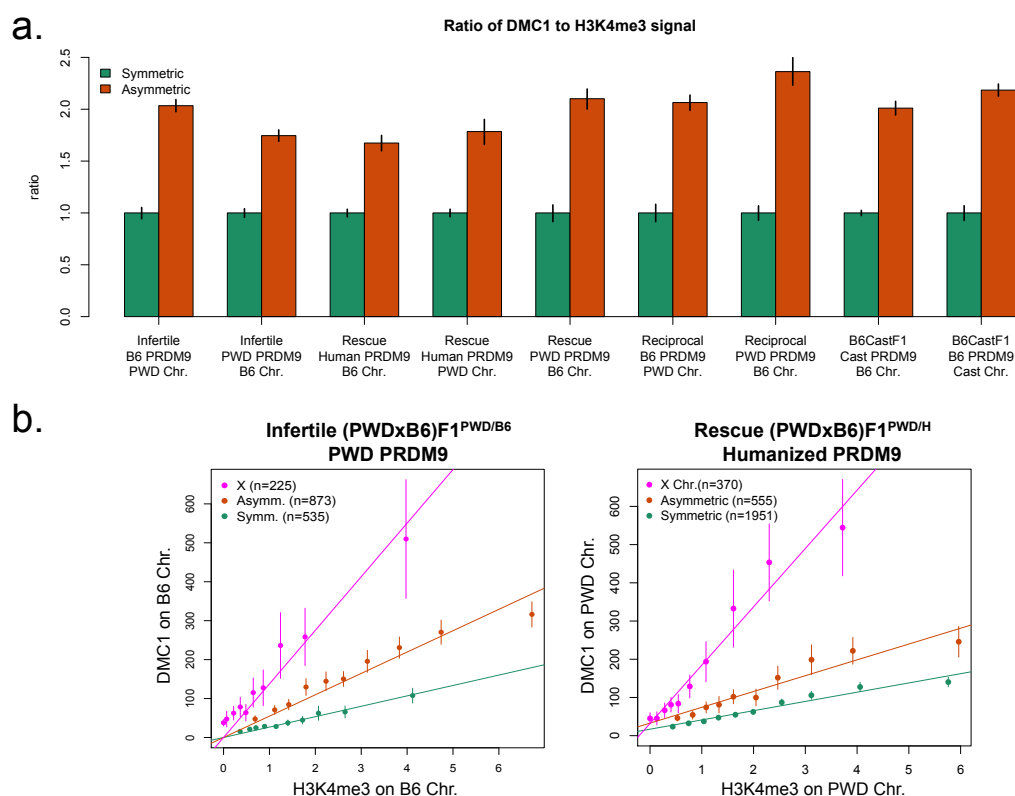 a.
Ratio of DMC1 to H3K4me3 signal
ratio
0.0
0.5
1.0
1.5
2.0
2.5
Symmetric
Asymmetric
Infertile
B6 PRDM9
PWD Chr.
Infertile
PWD PRDM9
B6 Chr.
Rescue
Human PRDM9
B6 Chr.
Rescue
Human PRDM9
PWD Chr.
Rescue
PWD PRDM9
B6 Chr.
Reciprocal
B6 PRDM9
PWD Chr.
Reciprocal
PWD PRDM9
B6 Chr.
B6CastF1
Cast PRDM9
B6 Chr.
B6CastF1
B6 PRDM9
Cast Chr.
b.
Infertile (PWDxB6)F1PWD/B6
PWD PRDM9
DMC1 on B6 Chr.
0
100
200
300
400
500
600
X (n=225)
Asymm. (n=873)
Symm. (n=535)
0
1
2
3
4
5
6
H3K4me3 on B6 Chr.
Rescue (PWDxB6)F1PWD/H
Humanized PRDM9
DMC1 on PWD Chr.
0
100
200
300
400
500
600
X Chr.(n=370)
Asymmetric (n=555)
Symmetric (n=1951)
0
1
2
3
4
5
6
H3K4me3 on PWD Chr.